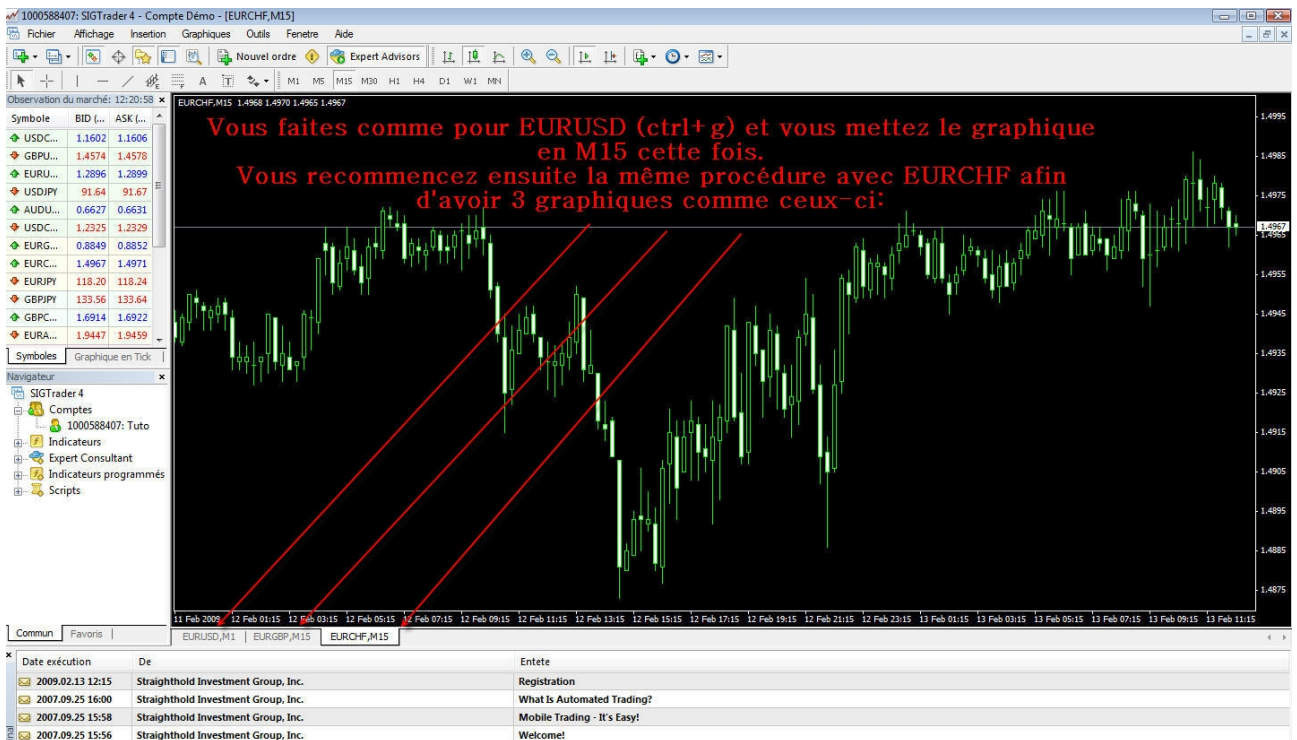 1000588407: SIGTrader 4 - Compte Démo - [EURCHF,M15]
Fichier Affichage Insertion Graphiques Outils Fenetre Aide
Nouvel ordre Expert Advisors
A T M1 M5 M15 M30 H1 H4 D1 W1 MN
Observation du marché: 12:20:58
Symbole BID (... ASK (...
USDC... 1.1602 1.1606
GBPU... 1.4574 1.4578
EURU... 1.2896 1.2899
USDJPY 91.64 91.67
AUDU... 0.6627 0.6631
USDC... 1.2325 1.2329
EURG... 0.8849 0.8852
EURC... 1.4967 1.4971
EURJPY 118.20 118.24
GBPJPY 133.56 133.64
GBPC... 1.6914 1.6922
EURA... 1.9447 1.9459
Symboles Graphique en Tick
Navigateur
SIGTrader 4
Comptes
1000588407: Tuto
Indicateurs
Expert Consultant
Indicateurs programmés
Scripts
Commun Favoris
EURCHF,M15 1.4968 1.4970 1.4965 1.4967
Vous faites comme pour EURUSD (ctrl+g) et vous mettez le graphique
en M15 cette fois.
Vous recommencez ensuite la même procédure avec EURCHF afin
d'avoir 3 graphiques comme ceux-ci:
1.4995
1.4985
1.4975
1.4967
1.4965
1.4955
1.4945
1.4935
1.4925
1.4915
1.4905
1.4895
1.4885
1.4875
11 Feb 2009 12 Feb 01:15 12 Feb 03:15 12 Feb 05:15 12 Feb 07:15 12 Feb 09:15 12 Feb 11:15 12 Feb 13:15 12 Feb 15:15 12 Feb 17:15 12 Feb 19:15 12 Feb 21:15 12 Feb 23:15 13 Feb 01:15 13 Feb 03:15 13 Feb 05:15 13 Feb 07:15 13 Feb 09:15 13 Feb 11:15
EURUSD,M1 EURGBP,M15 EURCHF,M15
Date exécution De Entete
2009.02.13 12:15 Straighthold Investment Group, Inc. Registration
2007.09.25 16:00 Straighthold Investment Group, Inc. What Is Automated Trading?
2007.09.25 15:58 Straighthold Investment Group, Inc. Mobile Trading - It's Easy!
2007.09.25 15:56 Straighthold Investment Group, Inc. Welcome!